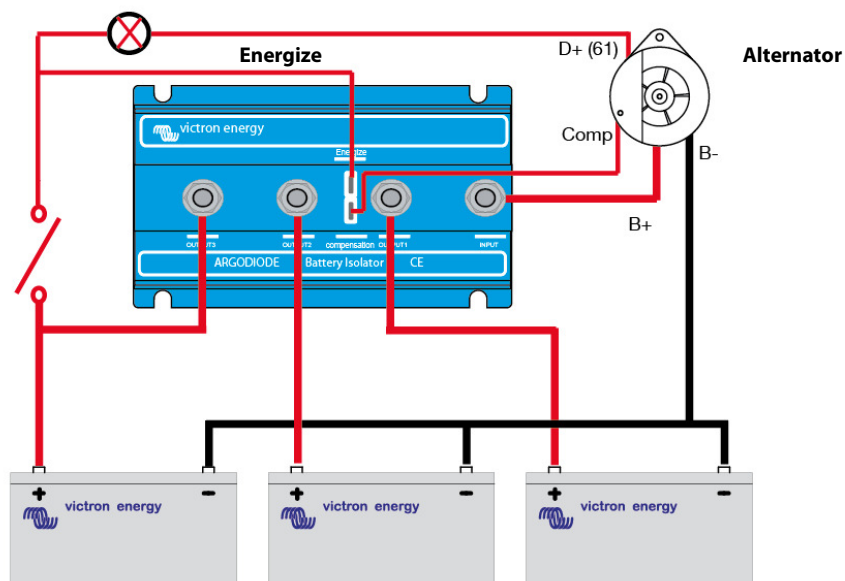 D+ (61)
Energize
Alternator
victron energy
Comp
Energize
B-
B+
OUTPUT3
OUTPUT2
compensation
OUTPUT1
INPUT
ARGODIODE Battery Isolator CE
+ - + - + -
victron energy
victron energy
victron energy